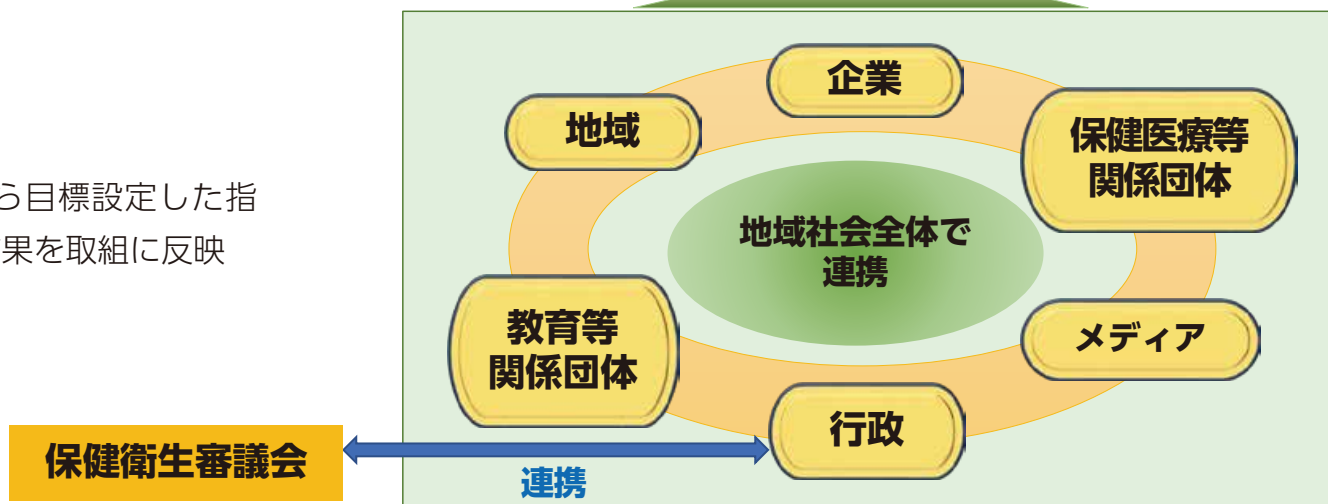 企業
地域
保健医療等
関係団体
ら目標設定した指
果を取組に反映
地域社会全体で
連携
教育等
関係団体
メディア
行政
保健衛生審議会
連携